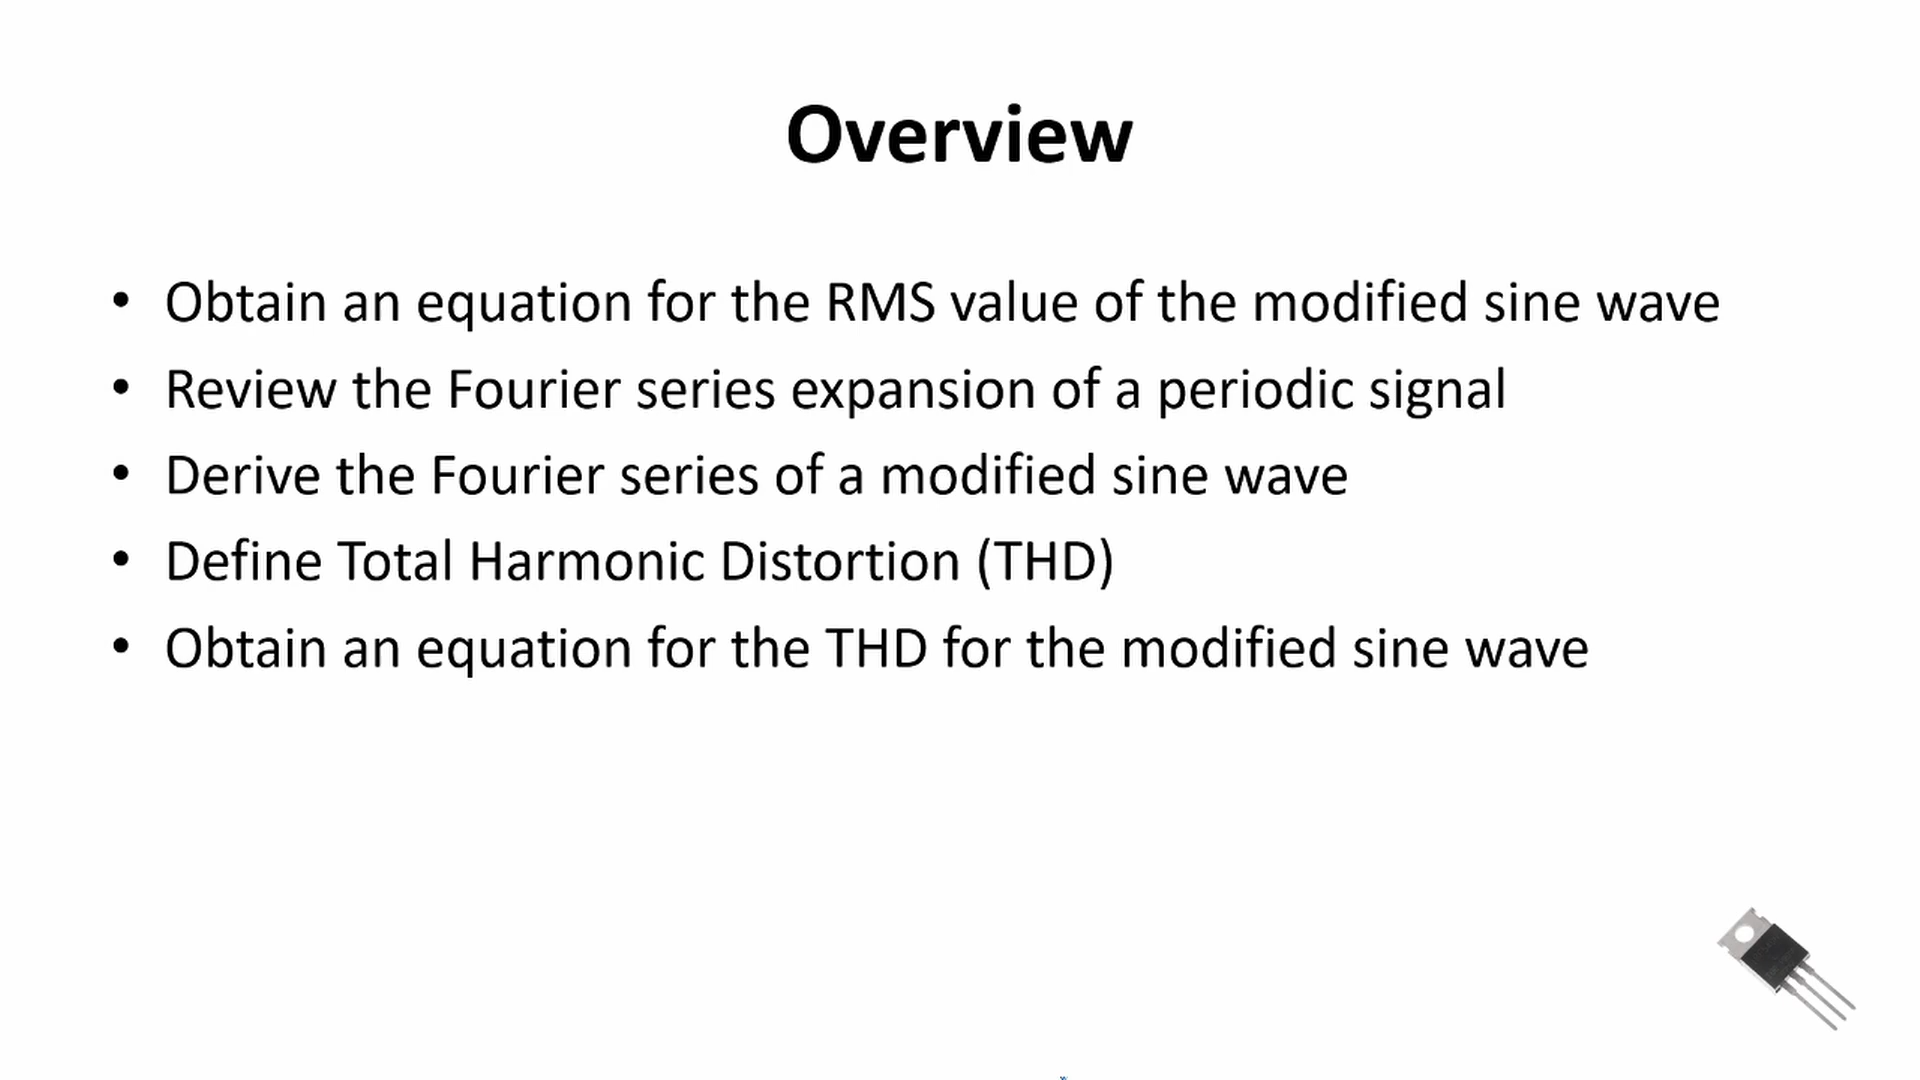 Overview
• Obtain an equation for the RMS value of the modified sine wave
• Review the Fourier series expansion of a periodic signal
• Derive the Fourier series of a modified sine wave
• Define Total Harmonic Distortion (THD)
• Obtain an equation for the THD for the modified sine wave